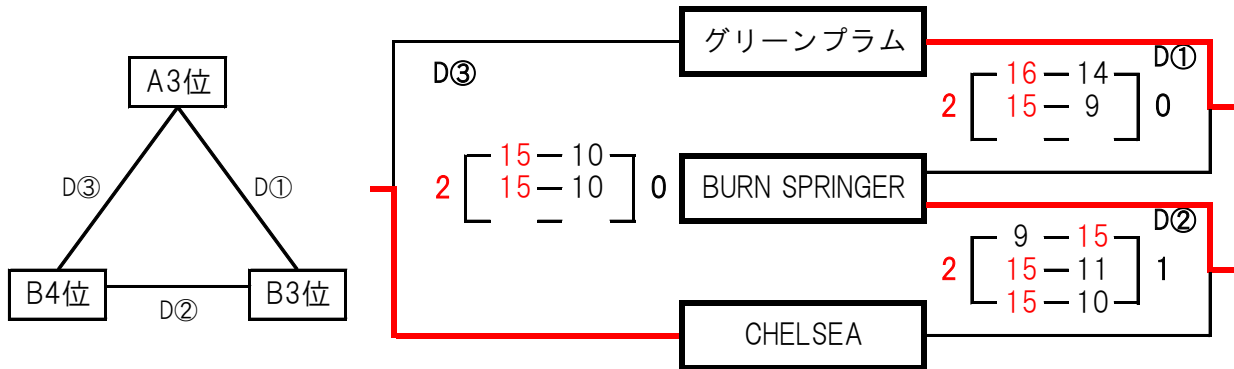 A3位
D③
D①
B4位
D②
B3位
グリーンプラム
D③
2
15 — 10
15 — 10
0
BURN SPRINGER
CHELSEA
D①
2
16 — 14
15 — 9
0
D②
2
9 — 15
15 — 11
15 — 10
1